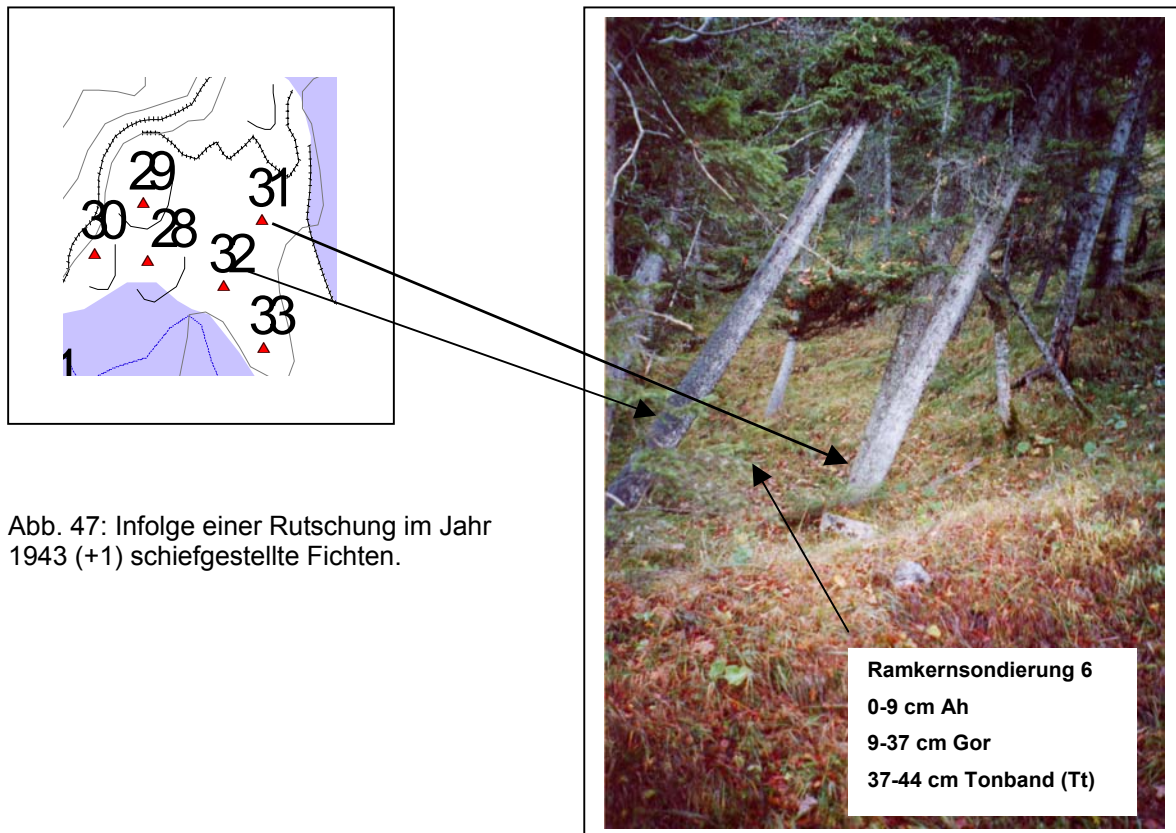 29
31
30
28
32
33
1
Abb. 47: Infolge einer Rutschung im Jahr
1943 (+1) schiefgestellte Fichten.
Ramkernsondierung 6
0-9 cm Ah
9-37 cm Gor
37-44 cm Tonband (Tt)